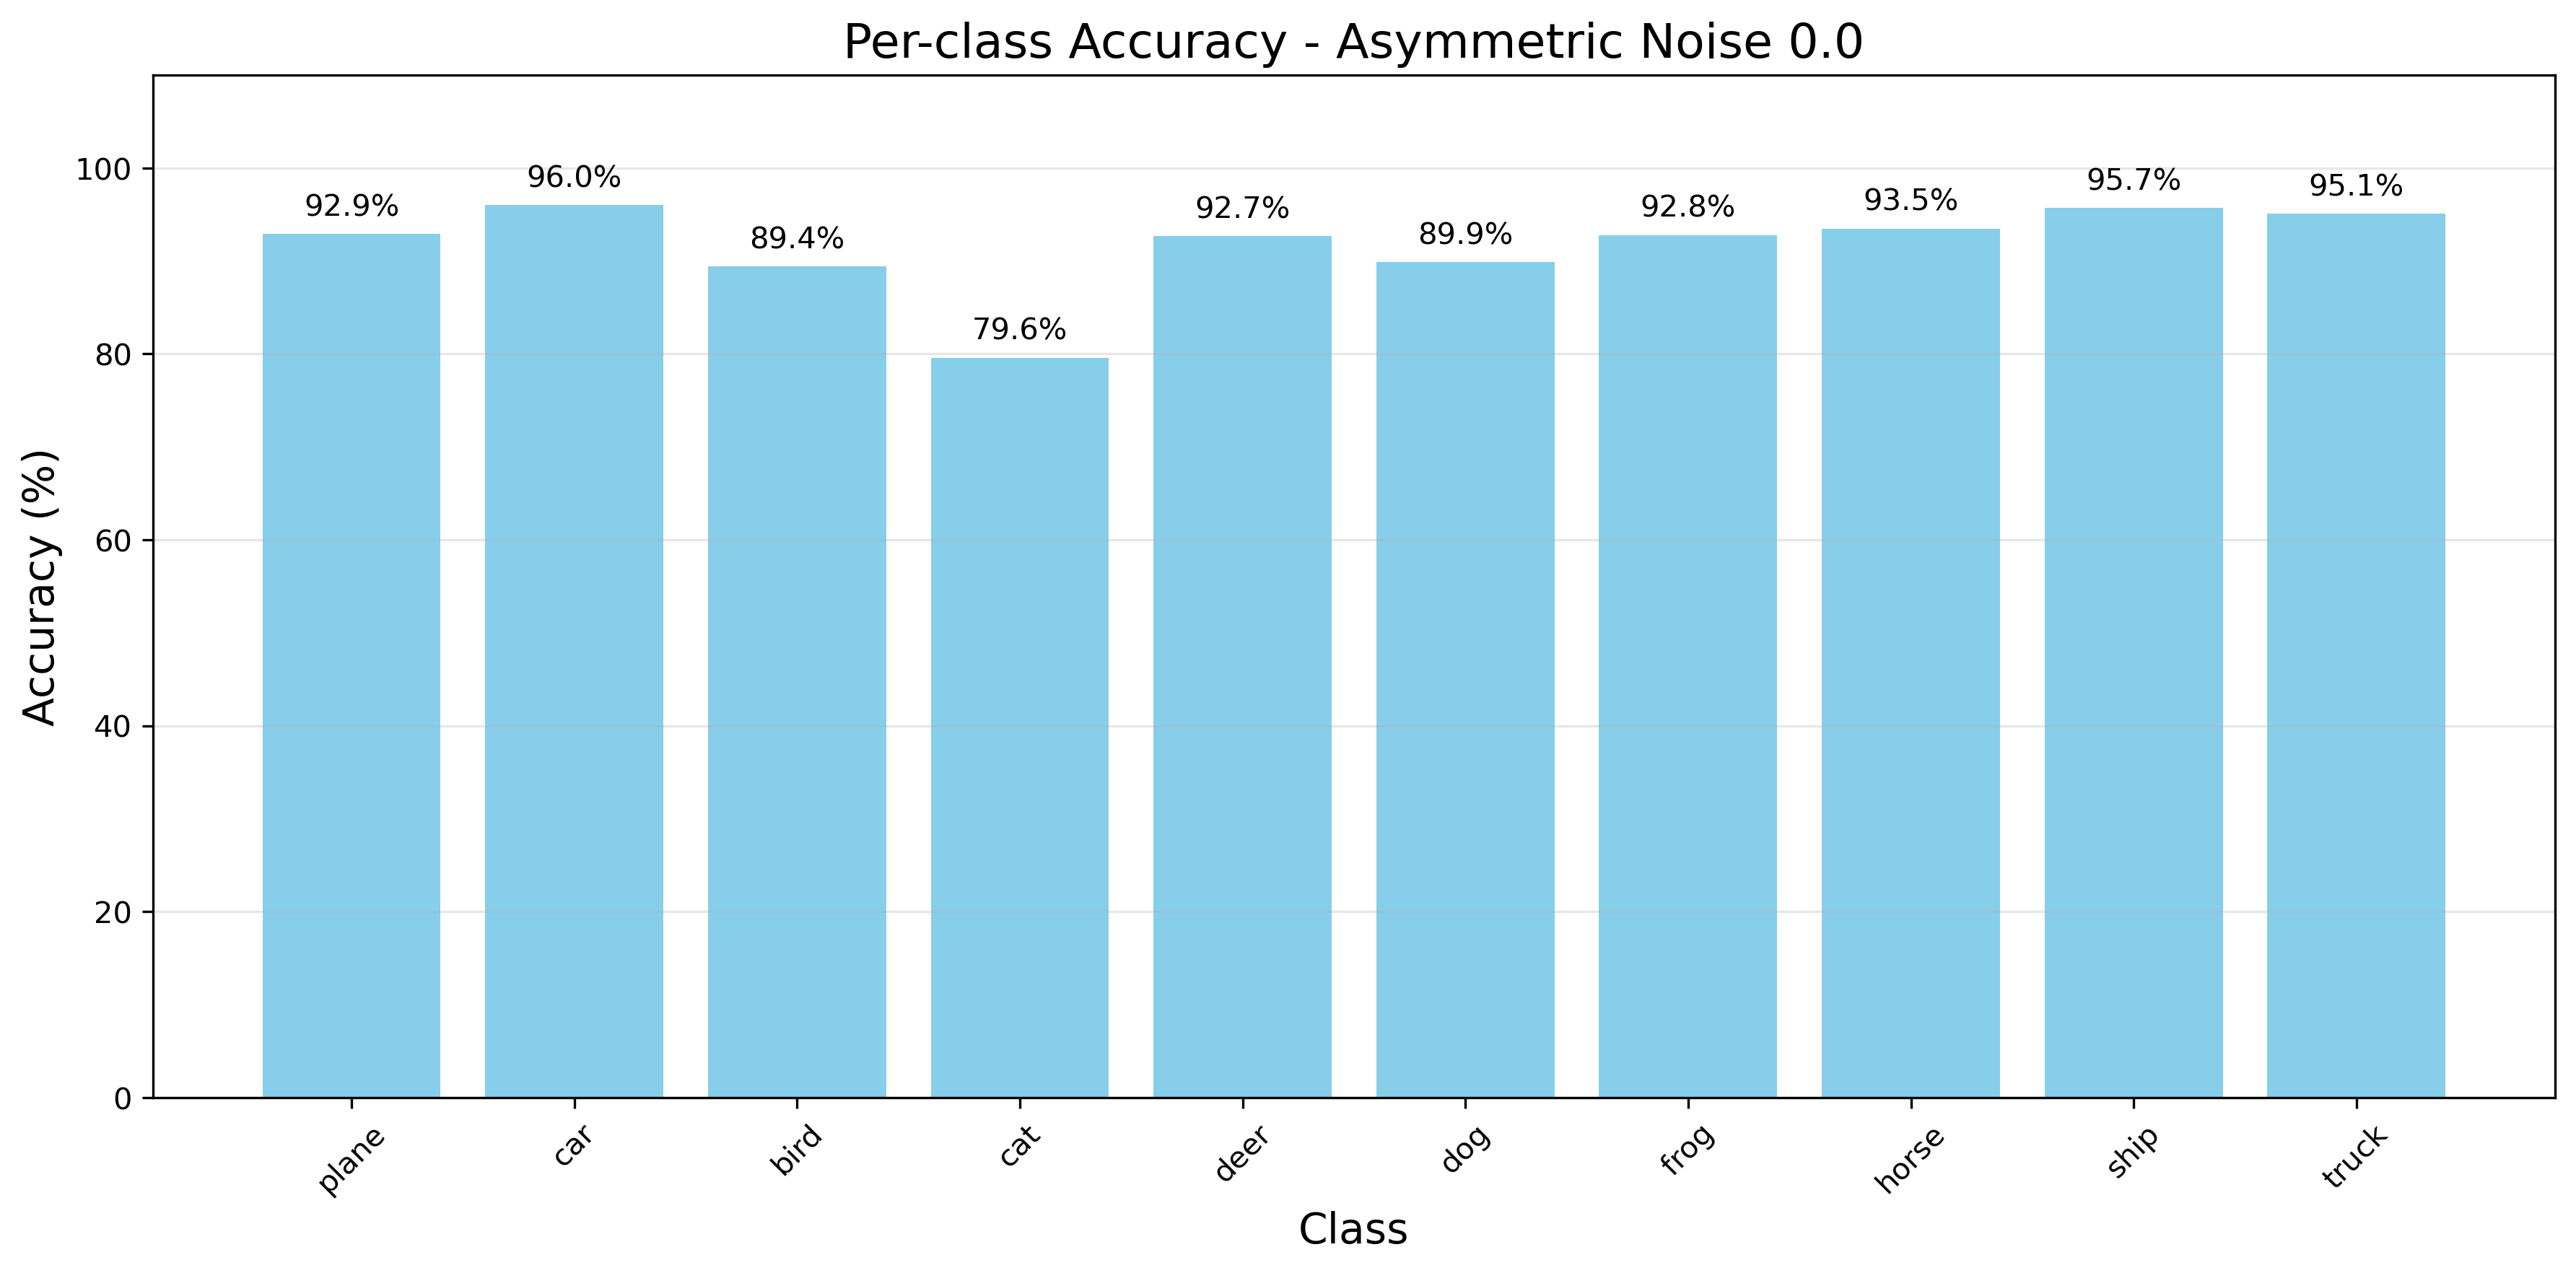 Per-class Accuracy - Asymmetric Noise 0.0
Accuracy (%)
100
80
60
40
20
0
92.9%
96.0%
89.4%
79.6%
92.7%
89.9%
92.8%
93.5%
95.7%
95.1%
plane
car
bird
cat
deer
dog
frog
horse
ship
truck
Class